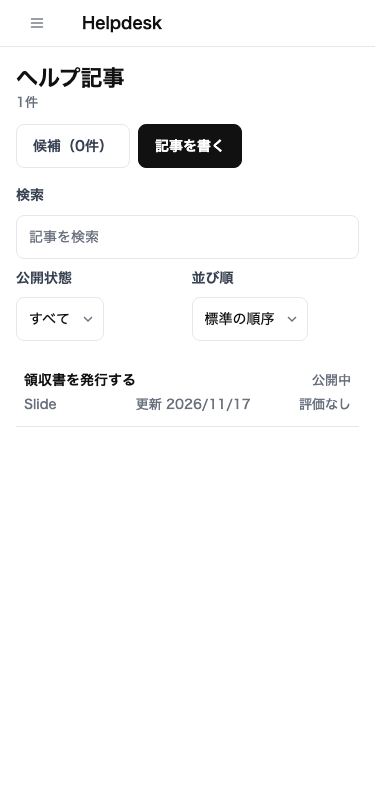 Helpdesk
ヘルプ記事
1件
候補（0件） 記事を書く
検索
記事を検索
公開状態 並び順
すべて 標準の順序
領収書を発行する 公開中
Slide 更新 2026/11/17 評価なし